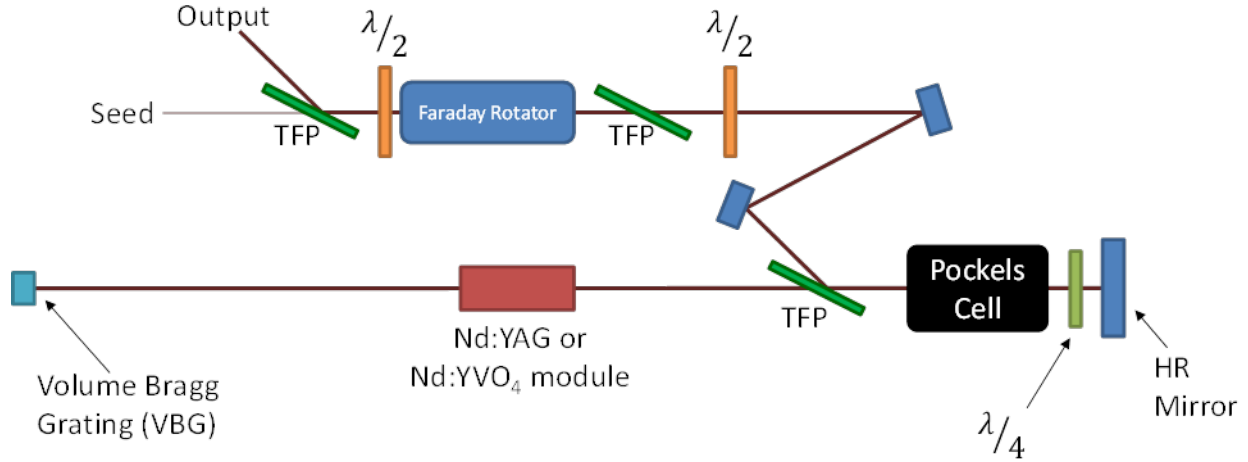 Output
λ/2
λ/2
Seed
TFP
Faraday Rotator
TFP
TFP
Pockels
Cell
Nd:YAG or
Nd:YVO₄ module
Volume Bragg
Grating (VBG)
λ/4
HR
Mirror